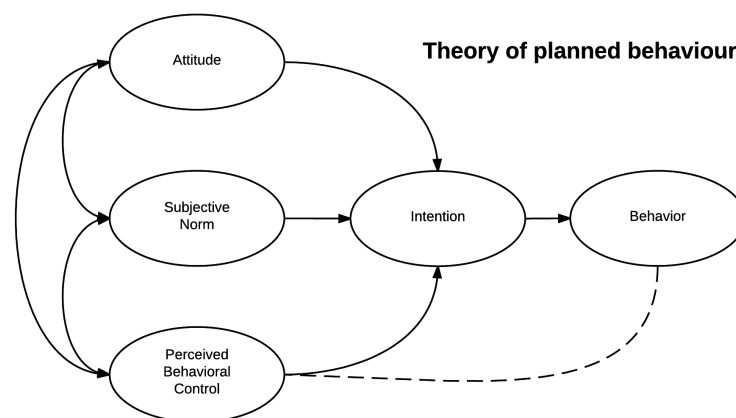 Theory of planned behaviour
Attitude
Subjective
Norm
Intention
Behavior
Perceived
Behavioral
Control